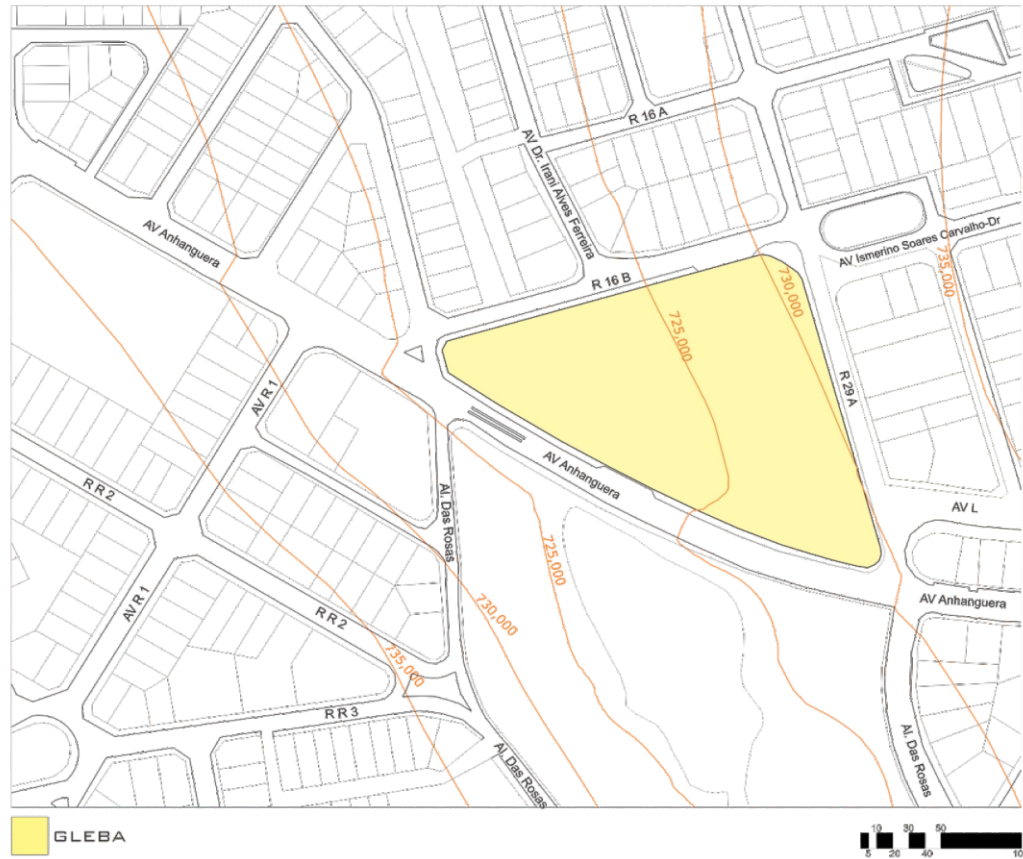 R 16 A
AV Dr. Irani Alves Ferreira
AV Anhanguera
AV Ismerino Soares Carvalho-Dr
R 16 B
730,000
735,000
725,000
R 29 A
AV R 1
AV Anhanguera
R R 2
Al. Das Rosas
AV L
725,000
AV R 1
R R 2
730,000
AV Anhanguera
735,000
R R 3
Al. Das Rosas
Al. Das Rosas
GLEBA
10 30 50
5 20 40 10